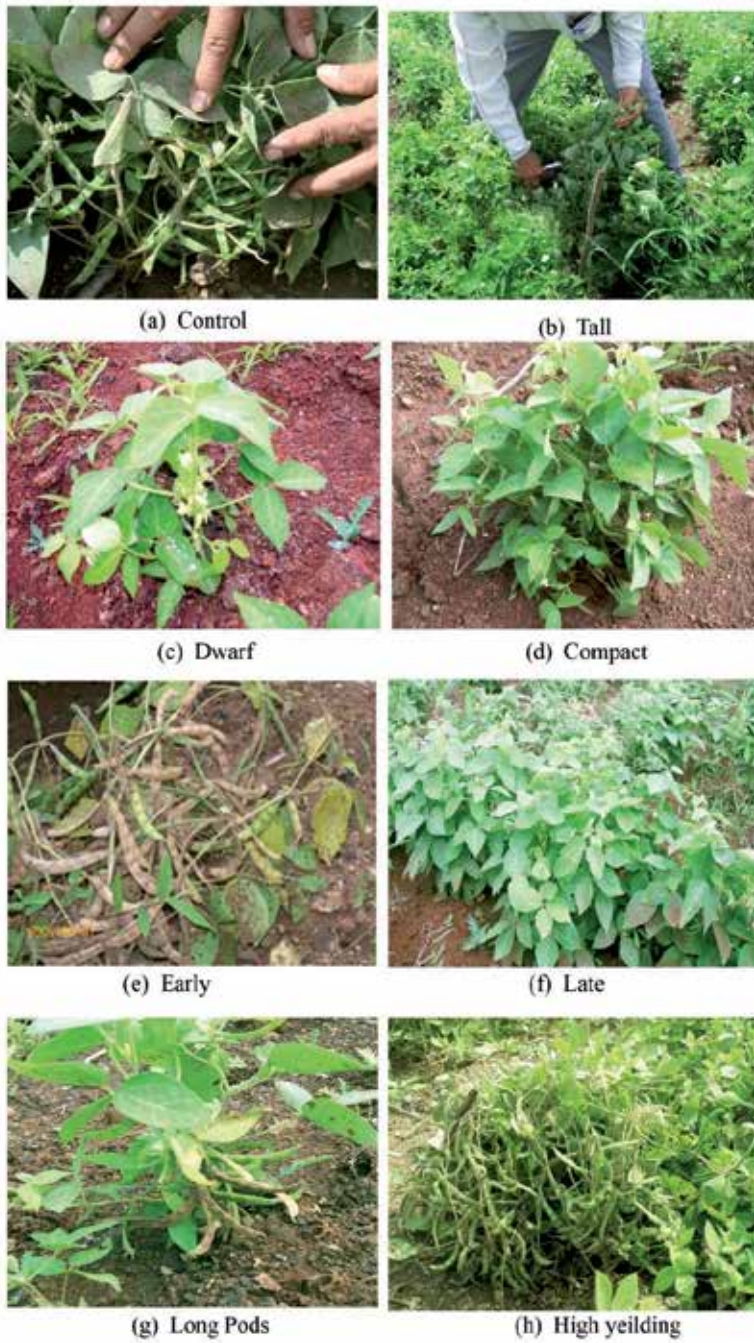 (a) Control
(b) Tall
(c) Dwarf
(d) Compact
(e) Early
(f) Late
(g) Long Pods
(h) High yeilding